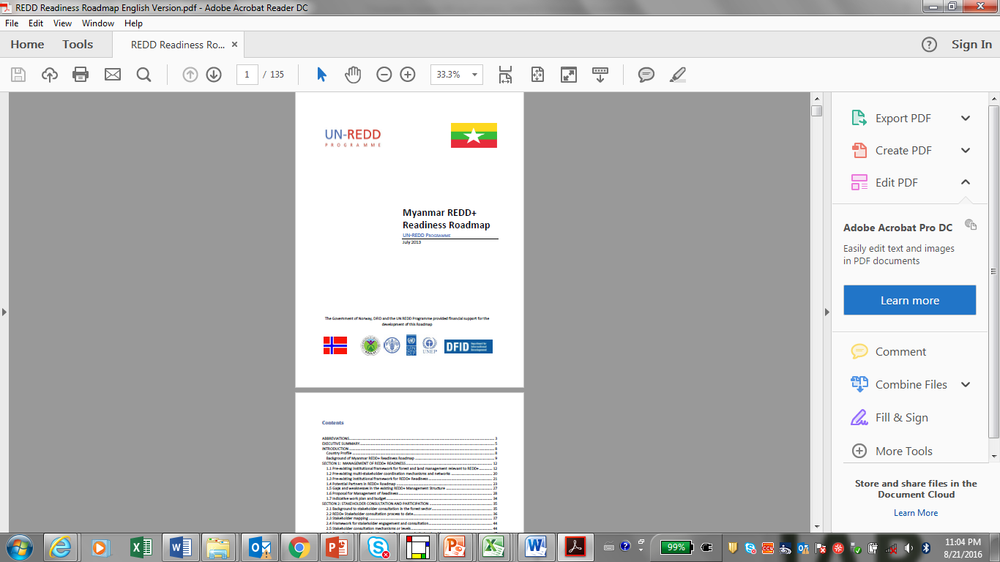 REDD Readiness Roadmap English Version.pdf - Adobe Acrobat Reader DC
File Edit View Window Help
Home Tools REDD Readiness Ro... × ? Sign In
1 / 135 33.3%
UN-REDD
PROGRAMME
Myanmar REDD+
Readiness Roadmap
UN-REDD PROGRAMME
July 2013
The Government of Norway, DFID and the UN REDD Programme provided financial support for the
development of this Roadmap
UNEP
DFID Department for International Development
Contents
ABBREVIATIONS 3
EXECUTIVE SUMMARY 5
INTRODUCTION 8
Country Profile 8
Background of Myanmar REDD+ Readiness Roadmap 9
SECTION 1: MANAGEMENT OF REDD+ READINESS 12
1.1 Pre-existing institutional framework for forest and land management relevant to REDD+ 12
1.2 Pre-existing multi-stakeholder coordination mechanisms and networks 20
1.3 Pre-existing institutional framework for REDD+ Readiness 21
1.4 Potential Partners in REDD+ Roadmap 23
1.5 Gaps and weaknesses in the existing REDD+ Management Structure 27
1.6 Proposal for Management of Readiness 28
1.7 Indicative work plan and budget 34
SECTION 2: STAKEHOLDER CONSULTATION AND PARTICIPATION 35
2.1 Background to stakeholder consultation in the forest sector 35
2.2 REDD+ Stakeholder consultation process to date 36
2.3 Stakeholder mapping 37
2.4 Framework for stakeholder engagement and consultation 44
2.5 Stakeholder consultation mechanisms or levels 44
Export PDF
Create PDF
Edit PDF
Adobe Acrobat Pro DC
Easily edit text and images
in PDF documents
Learn more
Comment
Combine Files
Fill & Sign
More Tools
Store and share files in the
Document Cloud
Learn More
99%
11:04 PM
8/21/2016